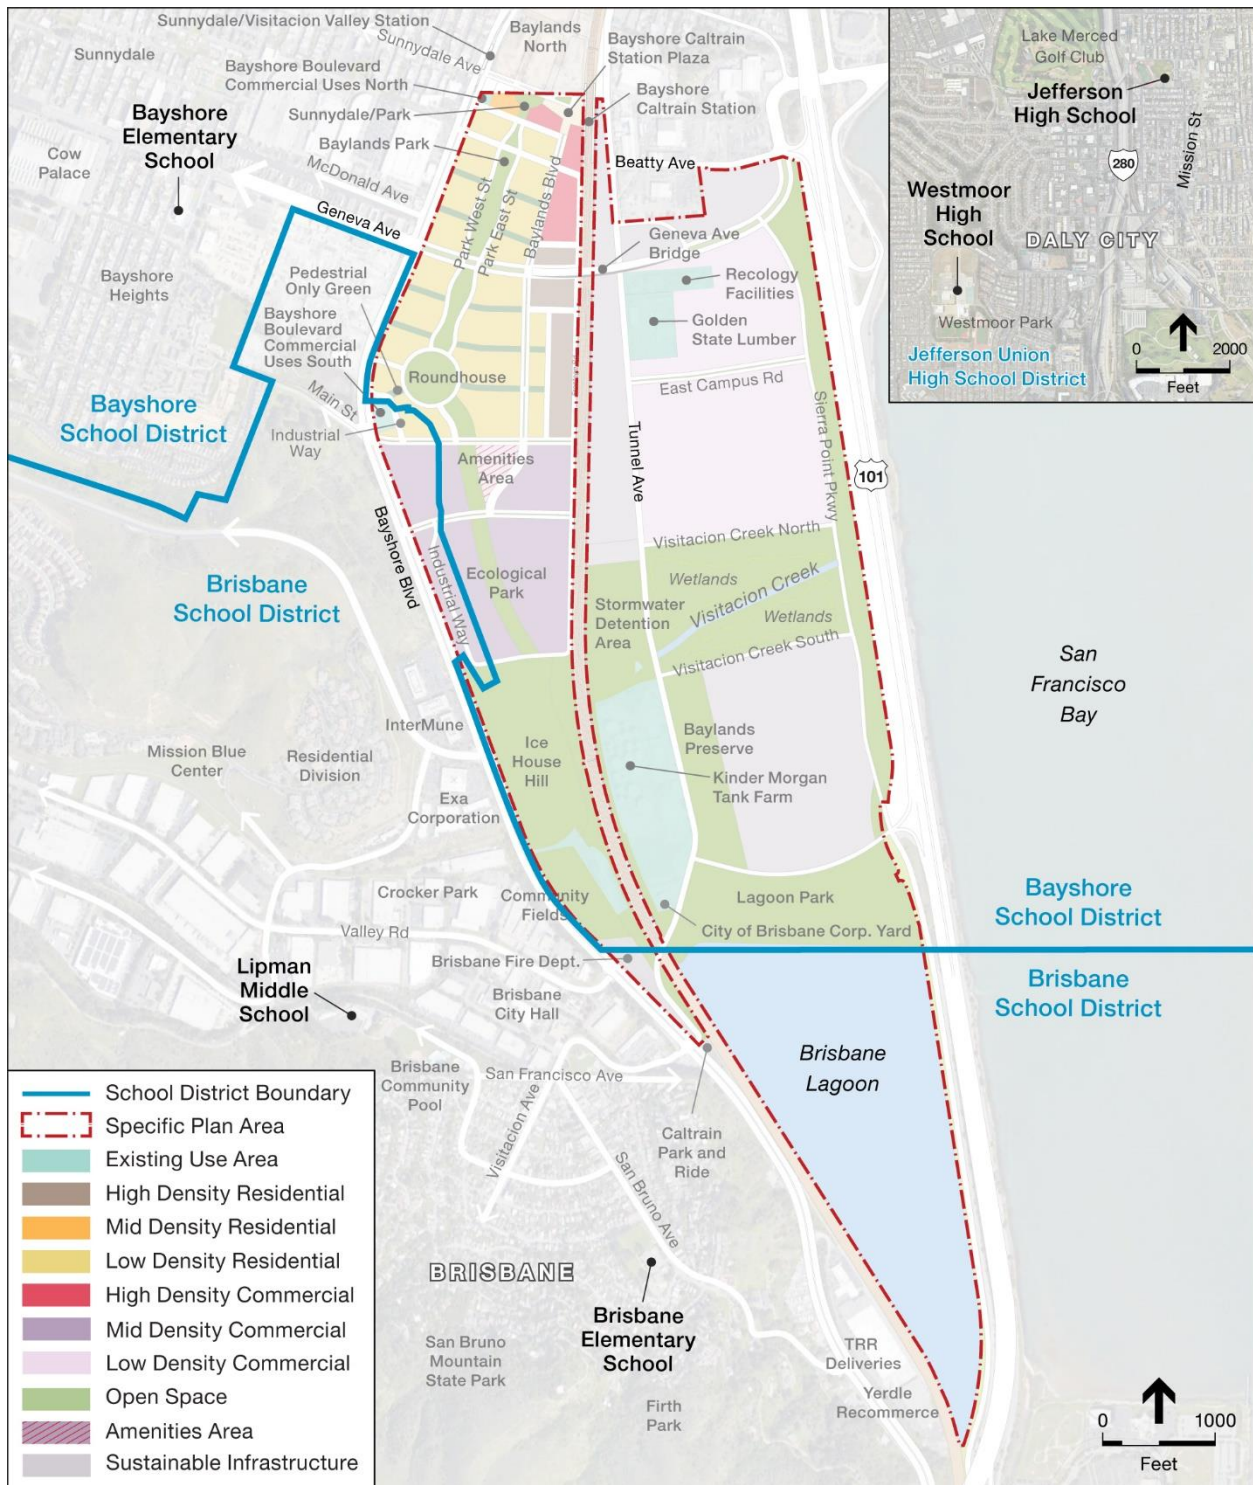 Sunnydale/Visitacion Valley Station
Sunnydale
Sunnydale Ave
Baylands
North
Bayshore Caltrain
Station Plaza
Bayshore Boulevard
Commercial Uses North
Bayshore
Caltrain Station
Sunnydale/Park
Bayshore
Elementary
School
Baylands Park
Beatty Ave
Cow
Palace
McDonald Ave
Geneva Ave
Park West St
Park East St
Baylands Blvd
Geneva Ave
Bridge
Bayshore
Heights
Pedestrial
Only Green
Recology
Facilities
Bayshore
Boulevard
Commercial
Uses South
Golden
State Lumber
Roundhouse
East Campus Rd
Main St
Bayshore
School District
Industrial
Way
Sierra Point Pkwy
Tunnel Ave
101
Amenities
Area
Bayshore Blvd
Visitacion Creek North
Industrial Way
Brisbane
School District
Ecological
Park
Wetlands
Visitacion Creek
Stormwater
Detention
Area
Wetlands
Visitacion Creek South
San
Francisco
Bay
InterMune
Mission Blue
Center
Residential
Division
Ice
House
Hill
Baylands
Preserve
Kinder Morgan
Tank Farm
Exa
Corporation
Crocker Park
Community
Fields
Lagoon Park
Bayshore
School District
Valley Rd
City of Brisbane Corp. Yard
Brisbane Fire Dept.
Lipman
Middle
School
Brisbane
City Hall
Brisbane
School District
Brisbane
Lagoon
Brisbane
Community
Pool
San Francisco Ave
Visitacion Ave
Caltrain
Park and
Ride
San Bruno Ave
BRISBANE
Brisbane
Elementary
School
San Bruno
Mountain
State Park
TRR
Deliveries
Firth
Park
Yerdle
Recommerce
0 1000
Feet
Lake Merced
Golf Club
Jefferson
High School
280
Mission St
Westmoor
High
School
DALY CITY
Westmoor Park
Jefferson Union
High School District
0 2000
Feet
School District Boundary
Specific Plan Area
Existing Use Area
High Density Residential
Mid Density Residential
Low Density Residential
High Density Commercial
Mid Density Commercial
Low Density Commercial
Open Space
Amenities Area
Sustainable Infrastructure